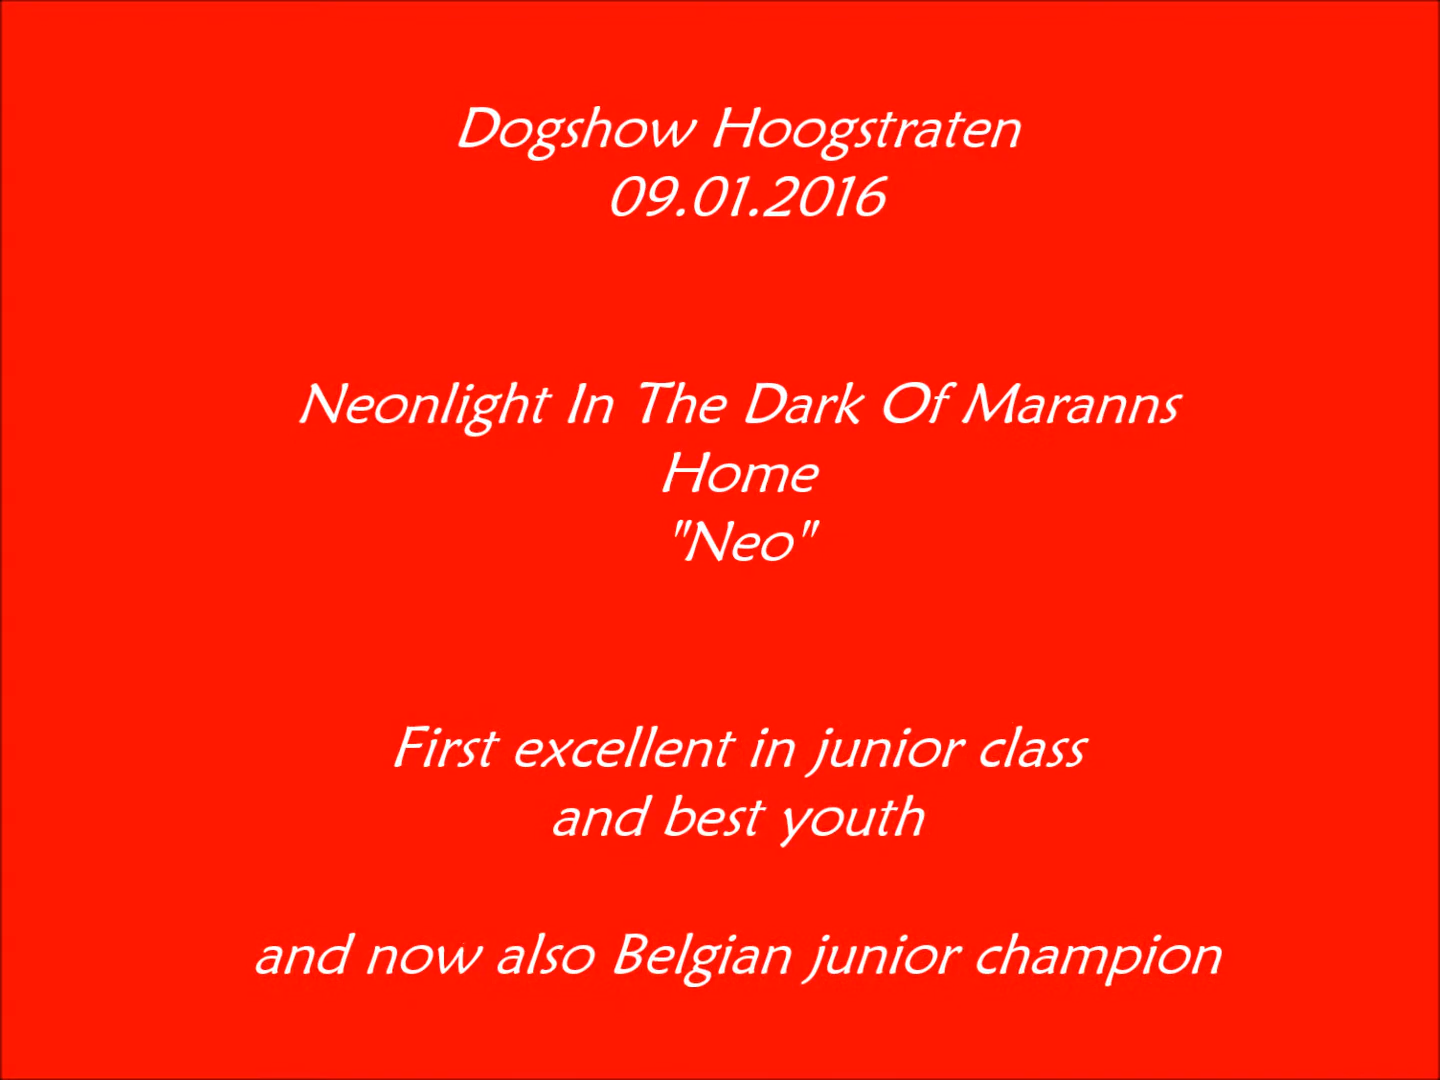 Dogshow Hoogstraten
09.01.2016
Neonlight In The Dark Of Maranns
Home
"Neo"
First excellent in junior class
and best youth
and now also Belgian junior champion